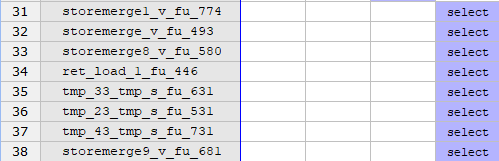 31 storemerge1_v_fu_774 select
32 storemerge_v_fu_493 select
33 storemerge8_v_fu_580 select
34 ret_load_1_fu_446 select
35 tmp_33_tmp_s_fu_631 select
36 tmp_23_tmp_s_fu_531 select
37 tmp_43_tmp_s_fu_731 select
38 storemerge9_v_fu_681 select